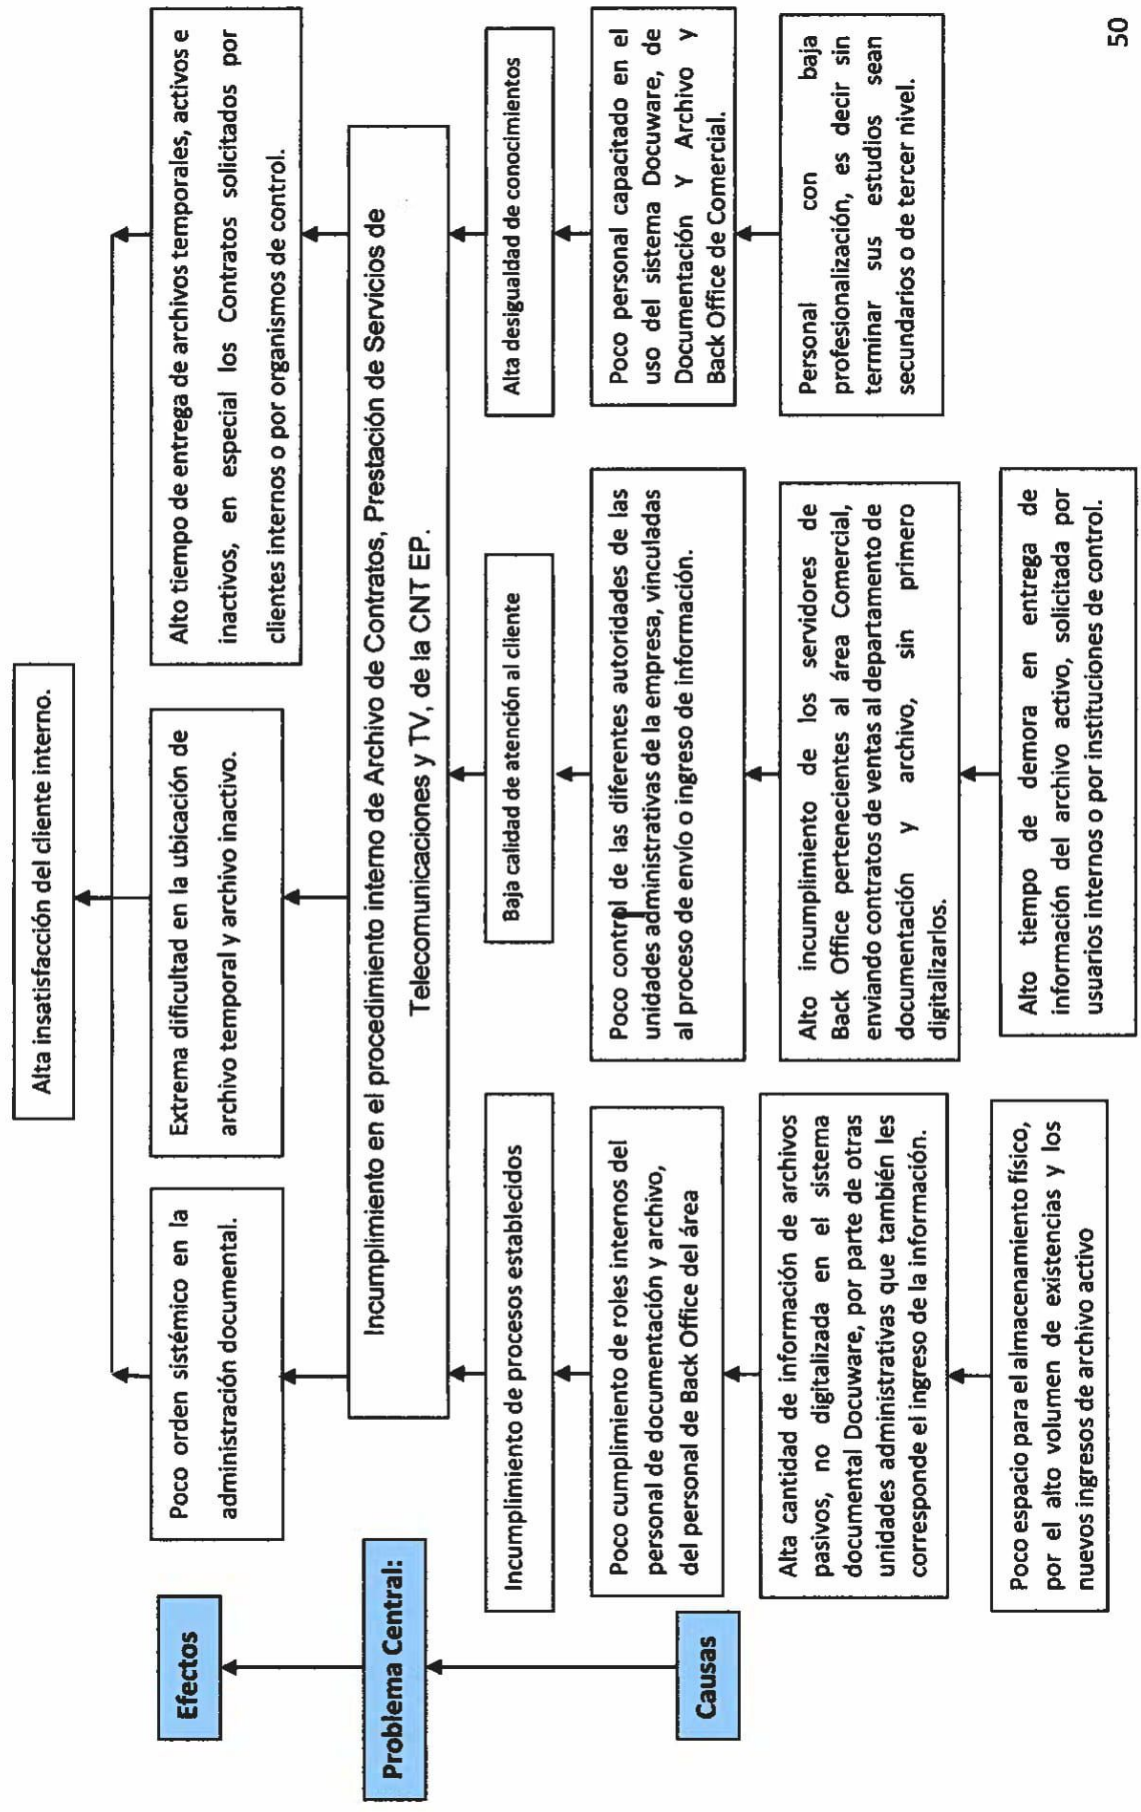 Alta insatisfacción del cliente interno.
Efectos
Poco orden sistémico en la
administración documental.
Extrema dificultad en la ubicación de
archivo temporal y archivo inactivo.
Alto tiempo de entrega de archivos temporales, activos e
inactivos, en especial los Contratos solicitados por
clientes internos o por organismos de control.
Problema Central:
Incumplimiento en el procedimiento interno de Archivo de Contratos, Prestación de Servicios de
Telecomunicaciones y TV, de la CNT EP.
Causas
Incumplimiento de procesos establecidos
Baja calidad de atención al cliente
Alta desigualdad de conocimientos
Poco cumplimiento de roles internos del
personal de documentación y archivo,
del personal de Back Office del área
Poco control de las diferentes autoridades de las
unidades administrativas de la empresa, vinculadas
al proceso de envío o ingreso de información.
Poco personal capacitado en el
uso del sistema Docuware, de
Documentación Y Archivo y
Back Office de Comercial.
Alta cantidad de información de archivos
pasivos, no digitalizada en el sistema
documental Docuware, por parte de otras
unidades administrativas que también les
corresponde el ingreso de la información.
Alto incumplimiento de los servidores de
Back Office pertenecientes al área Comercial,
enviando contratos de ventas al departamento de
documentación y archivo, sin primero
digitalizarlos.
Personal con baja
profesionalización, es decir sin
terminar sus estudios sean
secundarios o de tercer nivel.
Poco espacio para el almacenamiento físico,
por el alto volumen de existencias y los
nuevos ingresos de archivo activo
Alto tiempo de demora en entrega de
información del archivo activo, solicitada por
usuarios internos o por instituciones de control.
50